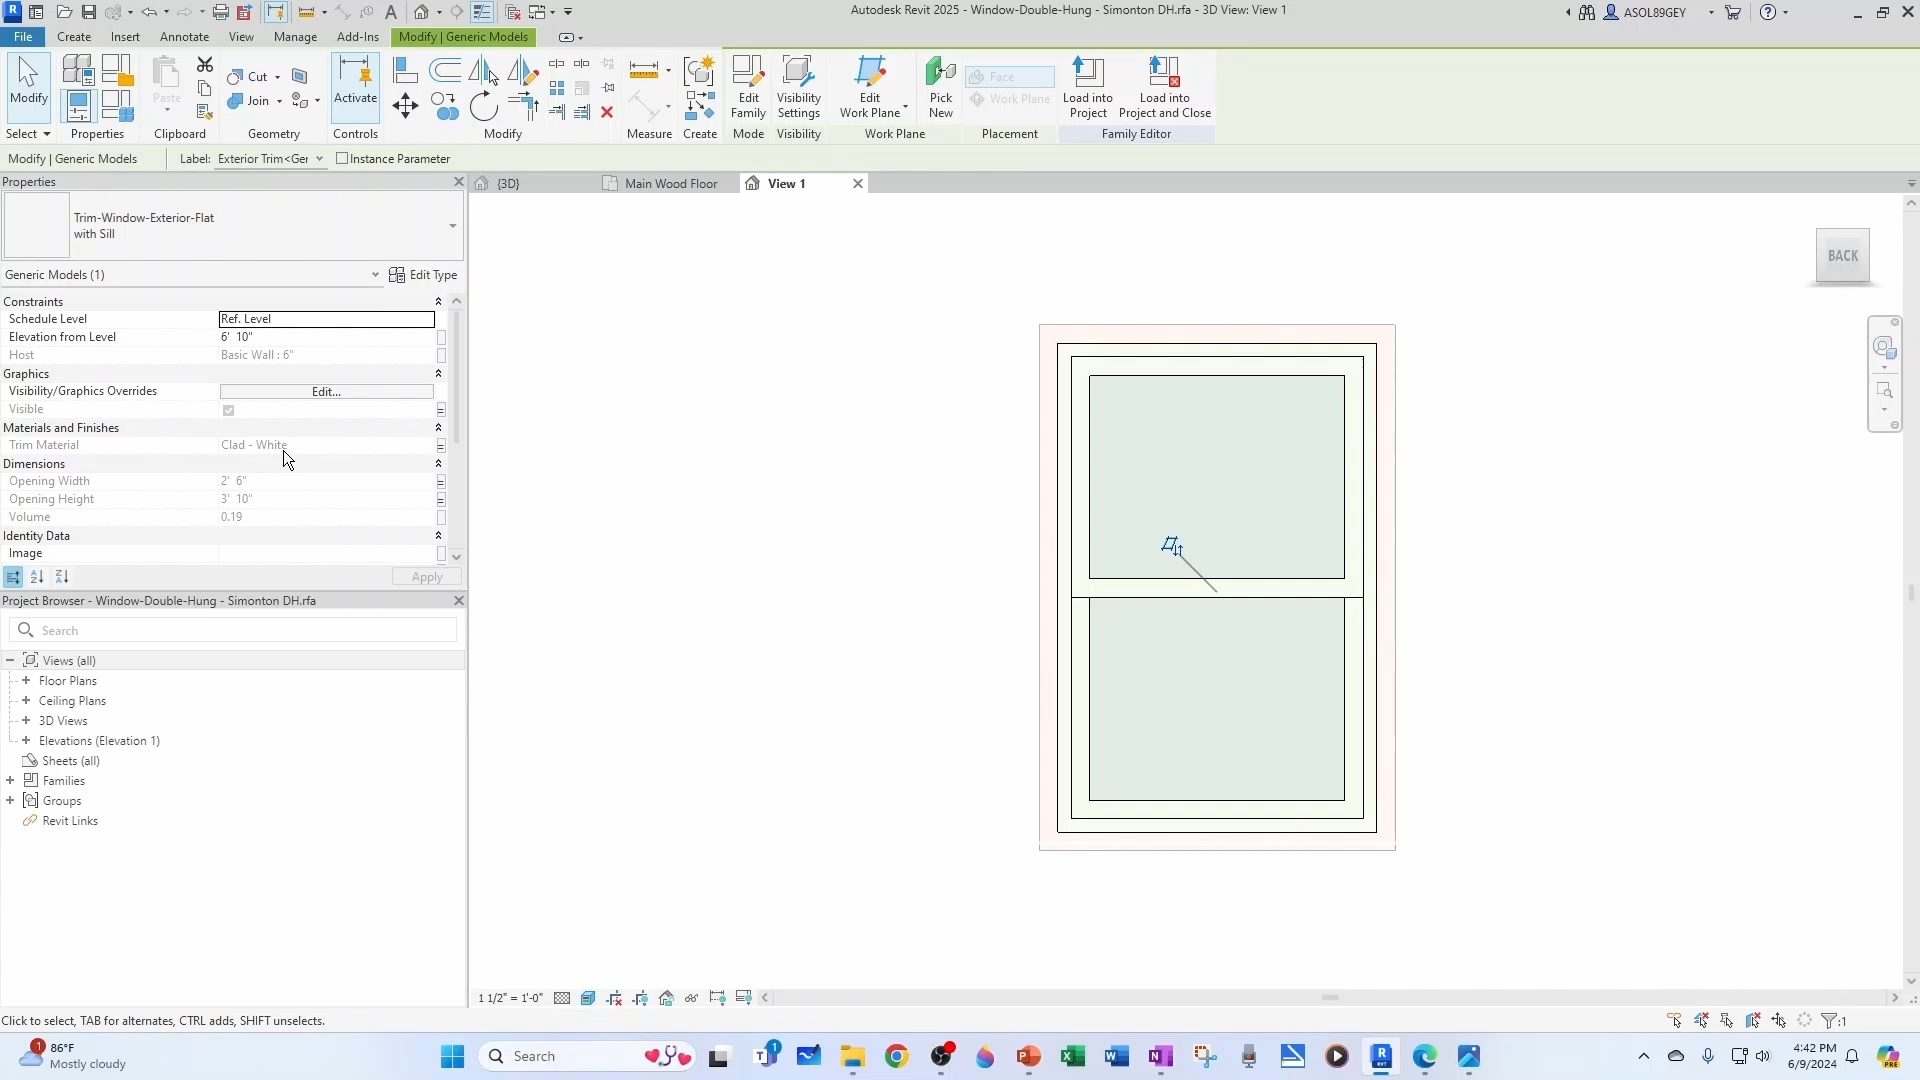 Autodesk Revit 2025 - Window-Double-Hung - Simonton DH.rfa - 3D View: View 1
ASOL89GEY
File Create Insert Annotate View Manage Add-Ins Modify | Generic Models
Modify
Paste
Cut
Join
Activate
Edit Family
Visibility Settings
Edit Work Plane
Pick New
Face
Work Plane
Load into Project
Load into Project and Close
Select Properties Clipboard Geometry Controls Modify Measure Create Mode Visibility Work Plane Placement Family Editor
Modify | Generic Models Label: Exterior Trim<Ger Instance Parameter
Properties
{3D} Main Wood Floor View 1
Trim-Window-Exterior-Flat
with Sill
Generic Models (1) Edit Type
Constraints
Schedule Level Ref. Level
Elevation from Level 6' 10"
Host Basic Wall : 6"
Graphics
Visibility/Graphics Overrides Edit...
Visible
Materials and Finishes
Trim Material Clad - White
Dimensions
Opening Width 2' 6"
Opening Height 3' 10"
Volume 0.19
Identity Data
Image
Apply
BACK
Project Browser - Window-Double-Hung - Simonton DH.rfa
Search
Views (all)
Floor Plans
Ceiling Plans
3D Views
Elevations (Elevation 1)
Sheets (all)
Families
Groups
Revit Links
1 1/2" = 1'-0"
Click to select, TAB for alternates, CTRL adds, SHIFT unselects.
:1
86°F
Mostly cloudy
Search
4:42 PM
6/9/2024